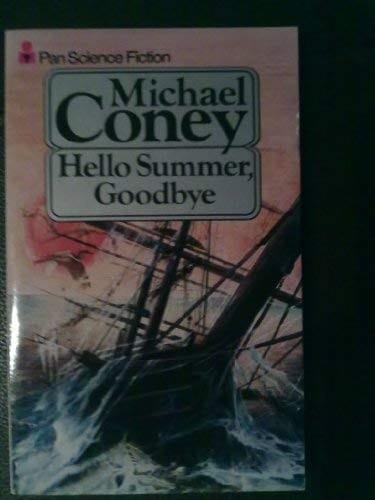 Pan Science Fiction
Michael
Coney
Hello Summer,
Goodbye